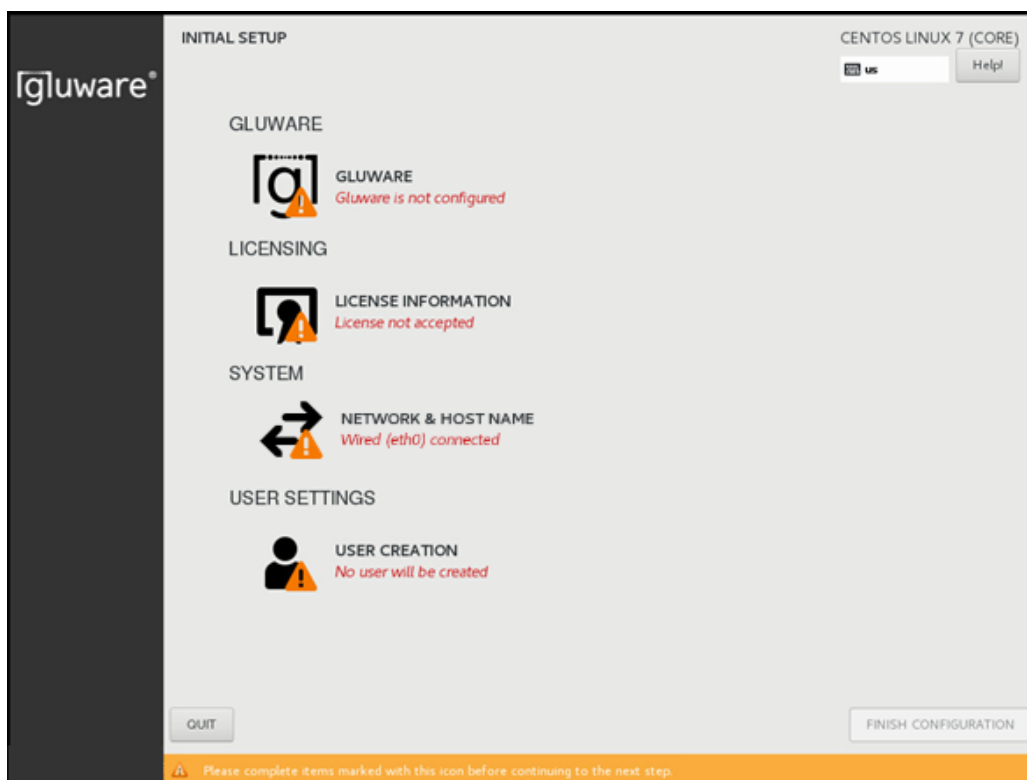 INITIAL SETUP
CENTOS LINUX 7 (CORE)
us
Help!
gluware®
GLUWARE
g
GLUWARE
Gluware is not configured
LICENSING
LICENSE INFORMATION
License not accepted
SYSTEM
NETWORK & HOST NAME
Wired (eth0) connected
USER SETTINGS
USER CREATION
No user will be created
QUIT
FINISH CONFIGURATION
Please complete items marked with this icon before continuing to the next step.